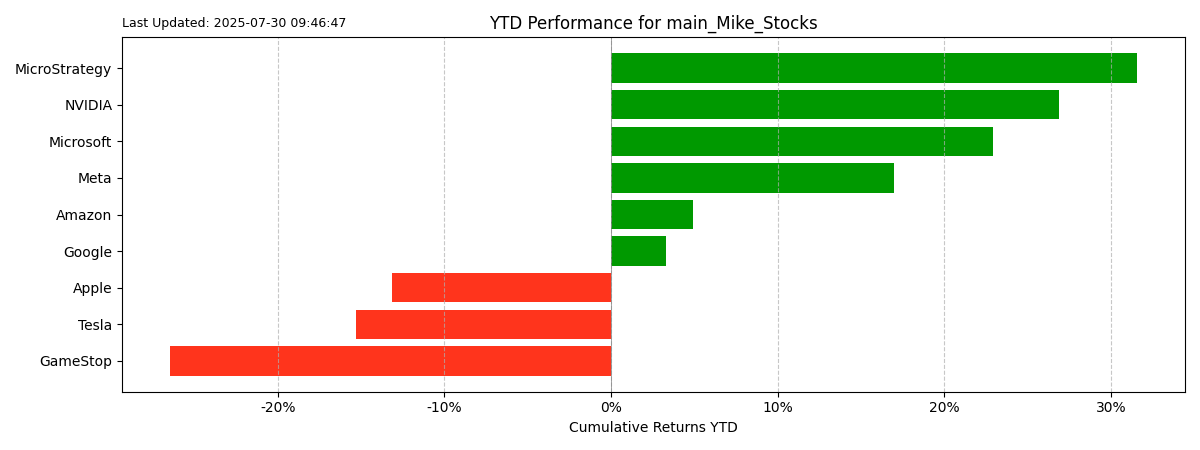 Last Updated: 2025-07-30 09:46:47
YTD Performance for main_Mike_Stocks
MicroStrategy
NVIDIA
Microsoft
Meta
Amazon
Google
Apple
Tesla
GameStop
-20% -10% 0% 10% 20% 30%
Cumulative Returns YTD